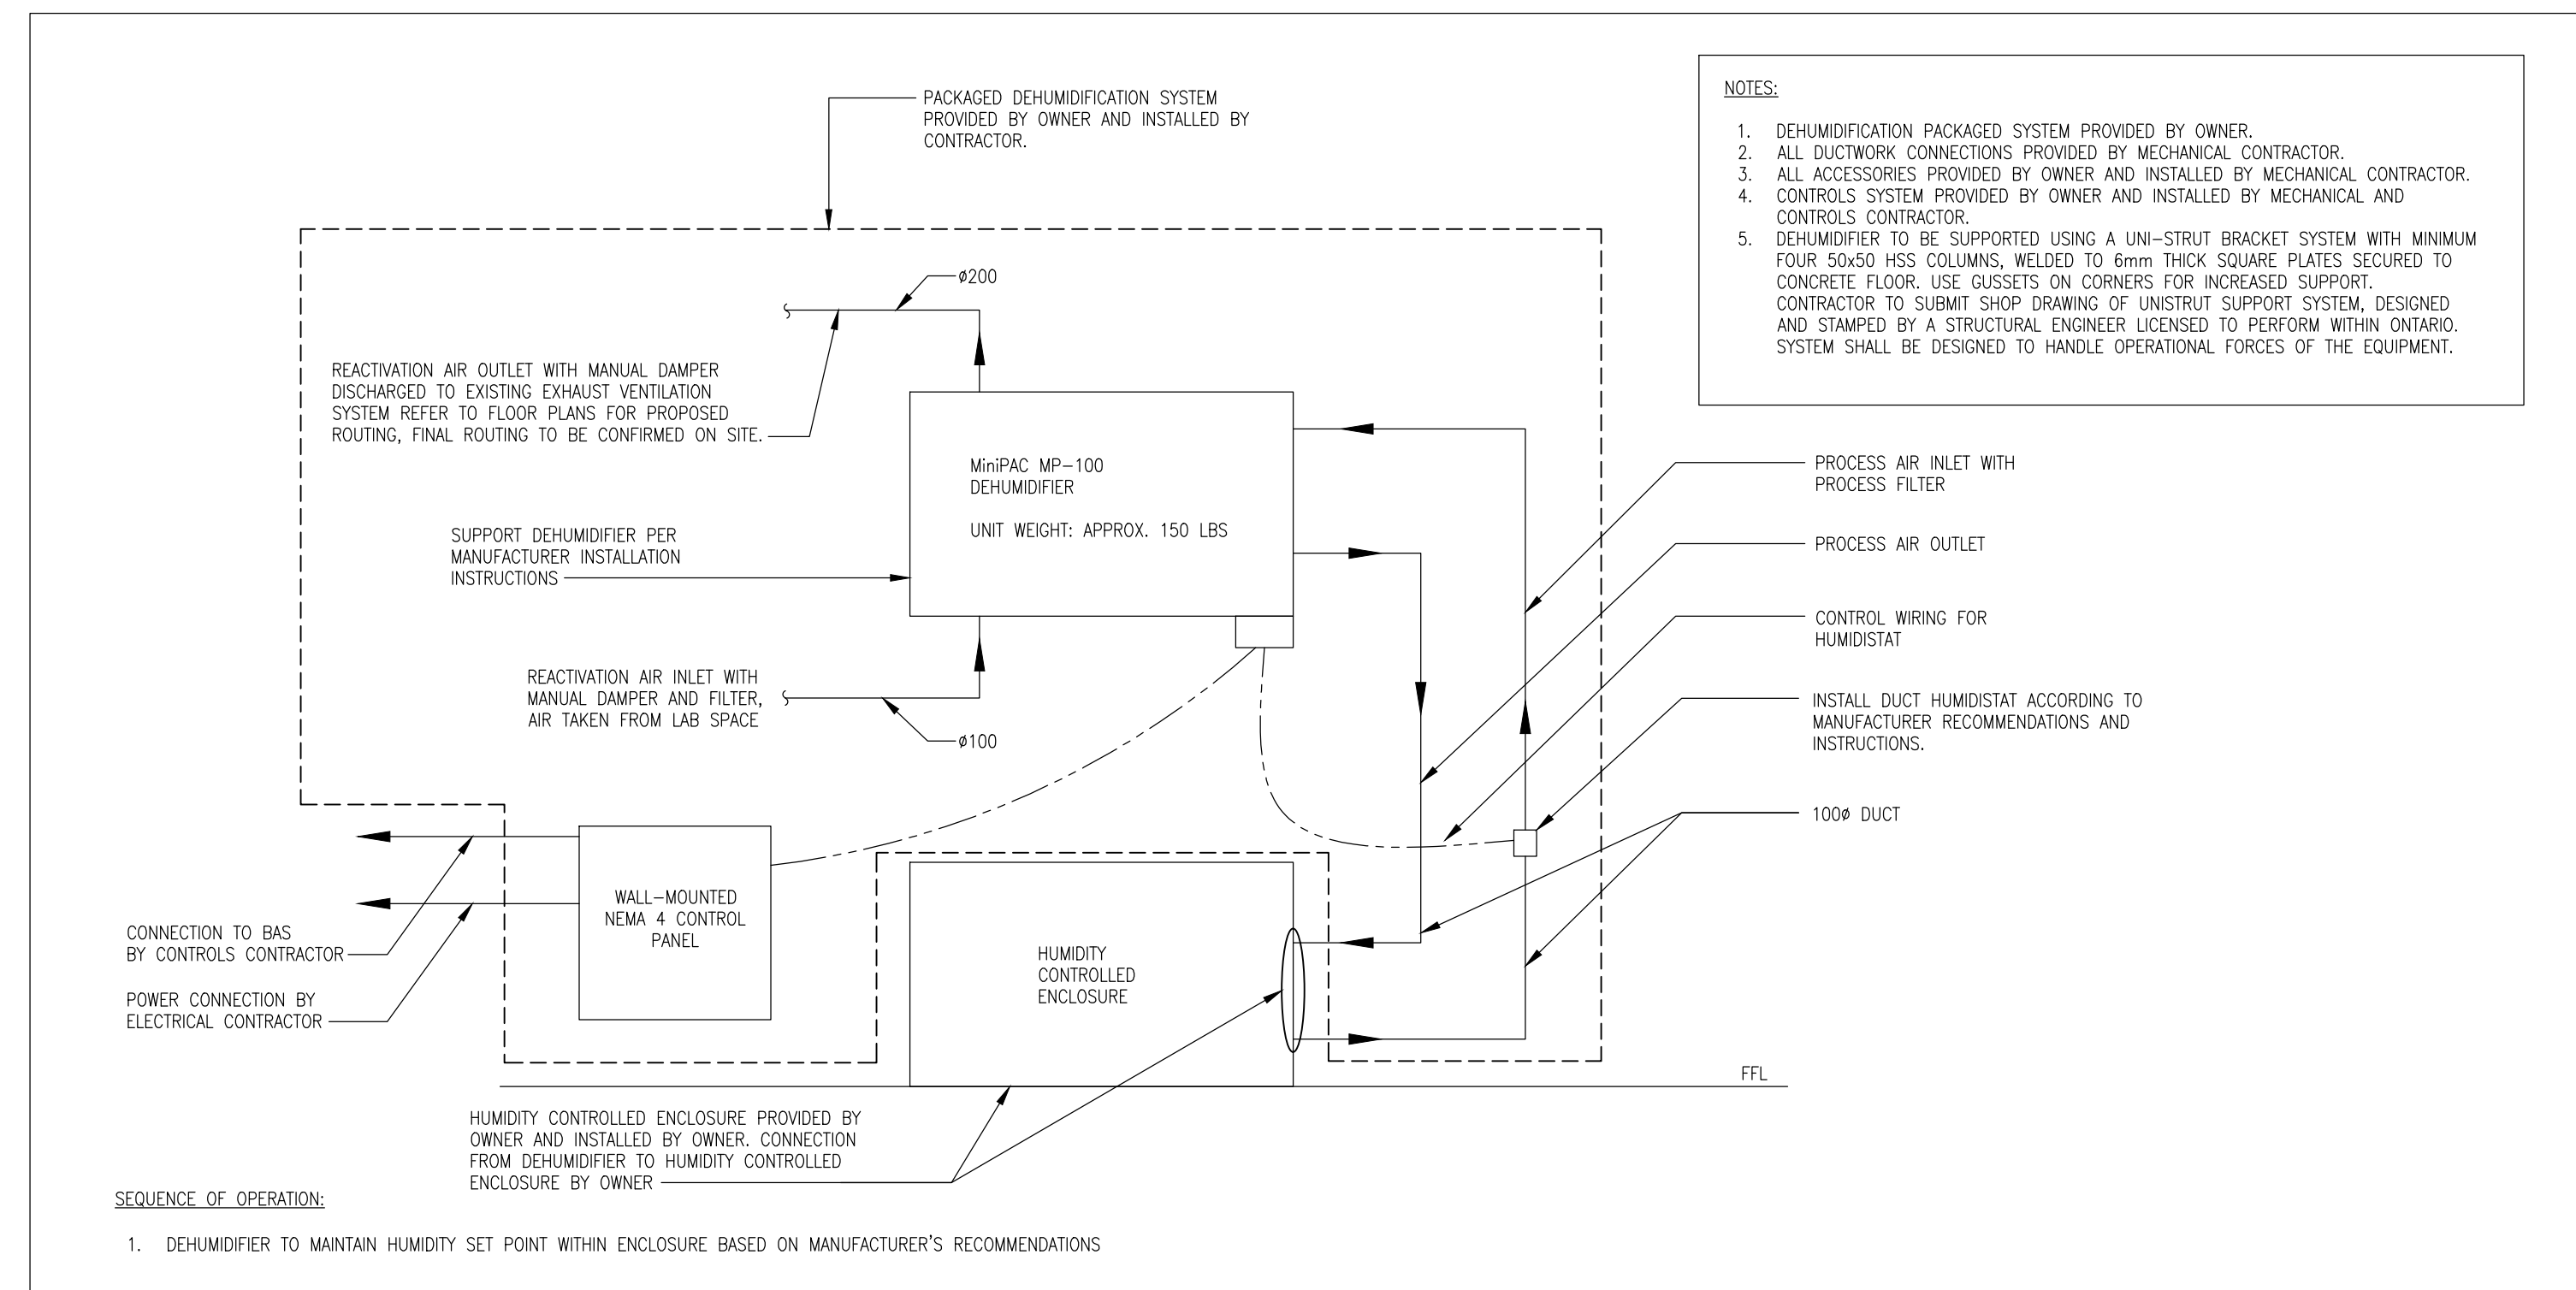 PACKAGED DEHUMIDIFICATION SYSTEM
PROVIDED BY OWNER AND INSTALLED BY
CONTRACTOR.
NOTES:
1. DEHUMIDIFICATION PACKAGED SYSTEM PROVIDED BY OWNER.
2. ALL DUCTWORK CONNECTIONS PROVIDED BY MECHANICAL CONTRACTOR.
3. ALL ACCESSORIES PROVIDED BY OWNER AND INSTALLED BY MECHANICAL CONTRACTOR.
4. CONTROLS SYSTEM PROVIDED BY OWNER AND INSTALLED BY MECHANICAL AND
CONTROLS CONTRACTOR.
5. DEHUMIDIFIER TO BE SUPPORTED USING A UNI-STRUT BRACKET SYSTEM WITH MINIMUM
FOUR 50x50 HSS COLUMNS, WELDED TO 6mm THICK SQUARE PLATES SECURED TO
CONCRETE FLOOR. USE GUSSETS ON CORNERS FOR INCREASED SUPPORT.
CONTRACTOR TO SUBMIT SHOP DRAWING OF UNISTRUT SUPPORT SYSTEM, DESIGNED
AND STAMPED BY A STRUCTURAL ENGINEER LICENSED TO PERFORM WITHIN ONTARIO.
SYSTEM SHALL BE DESIGNED TO HANDLE OPERATIONAL FORCES OF THE EQUIPMENT.
ø200
REACTIVATION AIR OUTLET WITH MANUAL DAMPER
DISCHARGED TO EXISTING EXHAUST VENTILATION
SYSTEM REFER TO FLOOR PLANS FOR PROPOSED
ROUTING, FINAL ROUTING TO BE CONFIRMED ON SITE.
MiniPAC MP-100
DEHUMIDIFIER
UNIT WEIGHT: APPROX. 150 LBS
SUPPORT DEHUMIDIFIER PER
MANUFACTURER INSTALLATION
INSTRUCTIONS
REACTIVATION AIR INLET WITH
MANUAL DAMPER AND FILTER,
AIR TAKEN FROM LAB SPACE
ø100
PROCESS AIR INLET WITH
PROCESS FILTER
PROCESS AIR OUTLET
CONTROL WIRING FOR
HUMIDISTAT
INSTALL DUCT HUMIDISTAT ACCORDING TO
MANUFACTURER RECOMMENDATIONS AND
INSTRUCTIONS.
100ø DUCT
WALL-MOUNTED
NEMA 4 CONTROL
PANEL
CONNECTION TO BAS
BY CONTROLS CONTRACTOR
POWER CONNECTION BY
ELECTRICAL CONTRACTOR
HUMIDITY
CONTROLLED
ENCLOSURE
FFL
HUMIDITY CONTROLLED ENCLOSURE PROVIDED BY
OWNER AND INSTALLED BY OWNER. CONNECTION
FROM DEHUMIDIFIER TO HUMIDITY CONTROLLED
ENCLOSURE BY OWNER
SEQUENCE OF OPERATION:
1. DEHUMIDIFIER TO MAINTAIN HUMIDITY SET POINT WITHIN ENCLOSURE BASED ON MANUFACTURER'S RECOMMENDATIONS